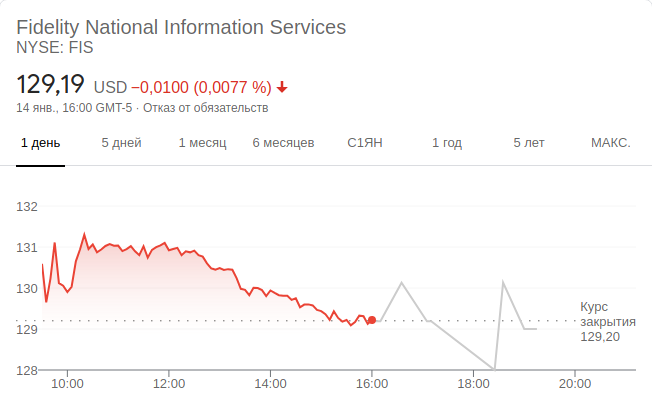 Fidelity National Information Services
NYSE: FIS
129,19 USD −0,0100 (0,0077 %)
14 янв., 16:00 GMT-5 · Отказ от обязательств
1 день 5 дней 1 месяц 6 месяцев С1ЯН 1 год 5 лет МАКС.
132
131
130
129
128
Курс
закрытия
129,20
10:00 12:00 14:00 16:00 18:00 20:00